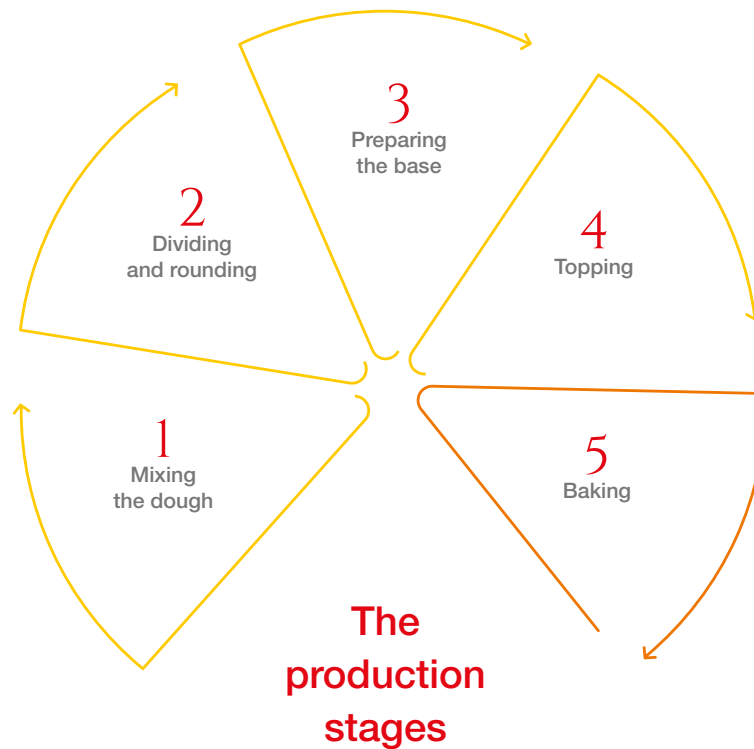 1
Mixing
the dough
2
Dividing
and rounding
3
Preparing
the base
4
Topping
5
Baking
The
production
stages